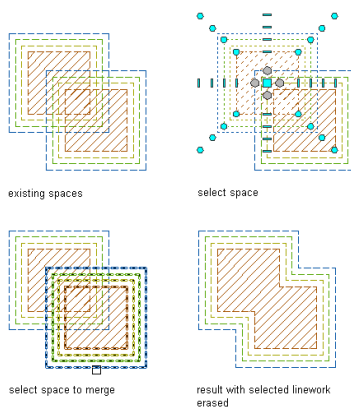 existing spaces
select space
select space to merge
result with selected linework
erased